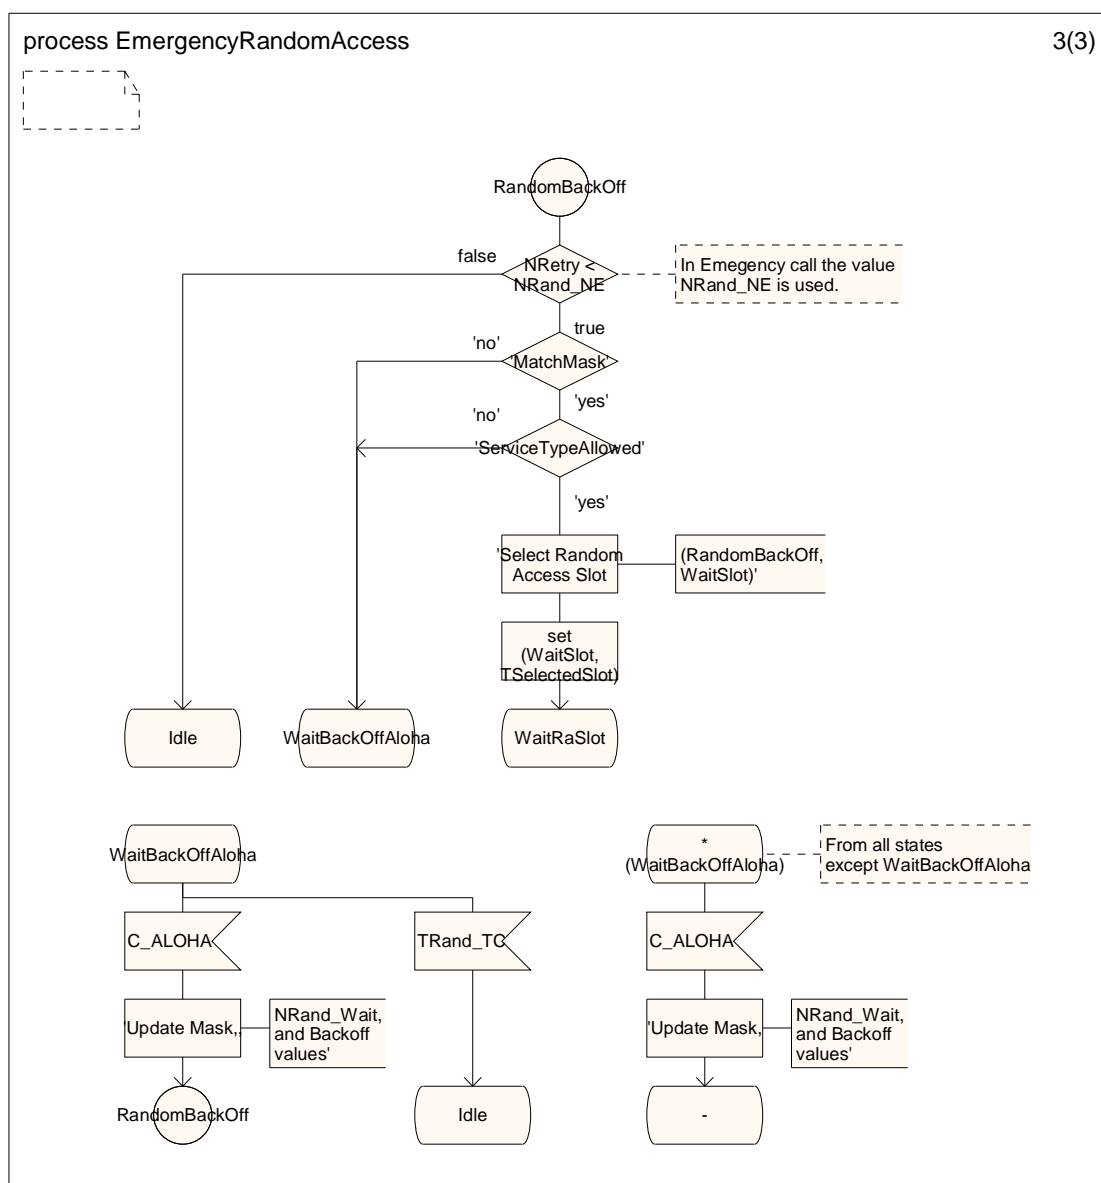 process EmergencyRandomAccess
3(3)
RandomBackOff
false
NRetry <
NRand_NE
In Emegency call the value
NRand_NE is used.
true
'no'
'MatchMask'
'yes'
'no'
'ServiceTypeAllowed'
'yes'
'Select Random
Access Slot
(RandomBackOff,
WaitSlot)'
set
(WaitSlot,
TSelectedSlot)
Idle
WaitBackOffAloha
WaitRaSlot
WaitBackOffAloha
*
(WaitBackOffAloha)
From all states
except WaitBackOffAloha
C_ALOHA
TRand_TC
C_ALOHA
'Update Mask,,
NRand_Wait,
and Backoff
values'
'Update Mask,
NRand_Wait,
and Backoff
values'
RandomBackOff
Idle
-